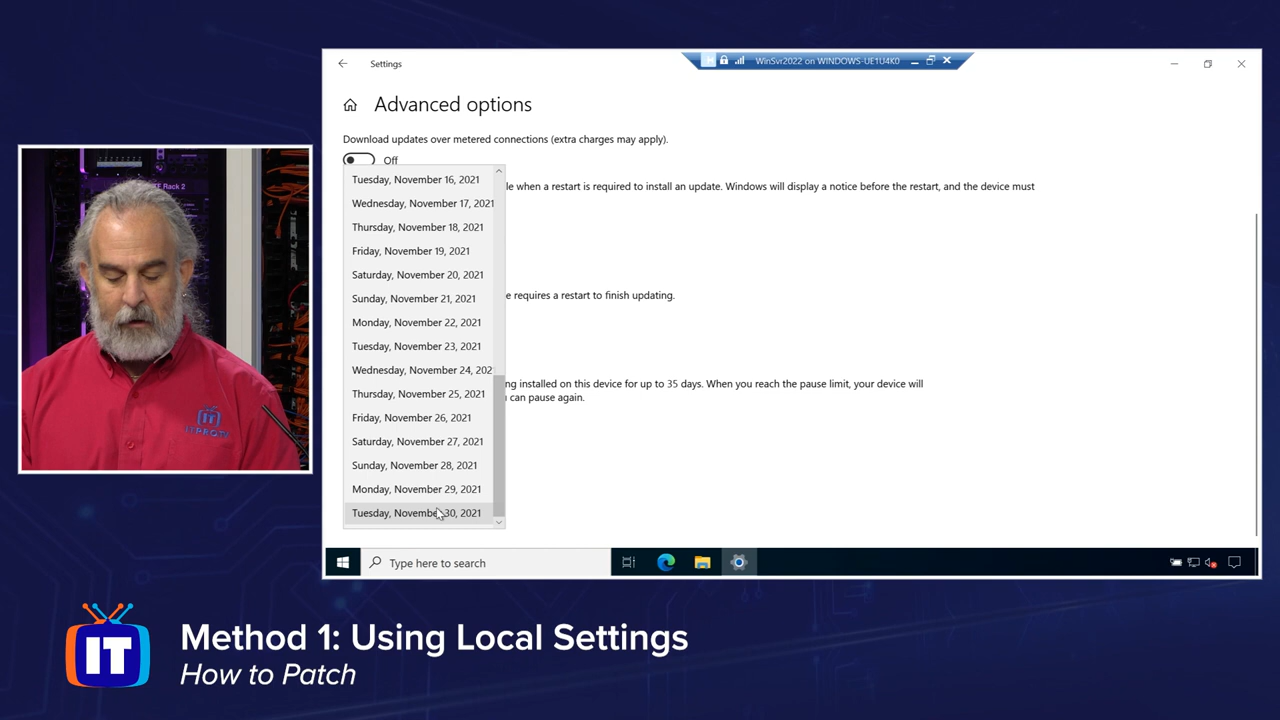 Settings
WinSvr2022 on WINDOWS-UE1U4K0
Advanced options
Download updates over metered connections (extra charges may apply).
Off
Tuesday, November 16, 2021
le when a restart is required to install an update. Windows will display a notice before the restart, and the device must
Wednesday, November 17, 2021
Thursday, November 18, 2021
Friday, November 19, 2021
Saturday, November 20, 2021
Sunday, November 21, 2021
e requires a restart to finish updating.
Monday, November 22, 2021
Tuesday, November 23, 2021
Wednesday, November 24, 202
Thursday, November 25, 2021
ng installed on this device for up to 35 days. When you reach the pause limit, your device will
u can pause again.
Friday, November 26, 2021
Saturday, November 27, 2021
Sunday, November 28, 2021
Monday, November 29, 2021
Tuesday, November 30, 2021
Type here to search
Rack 2
IT
ITPROTV
IT
Method 1: Using Local Settings
How to Patch